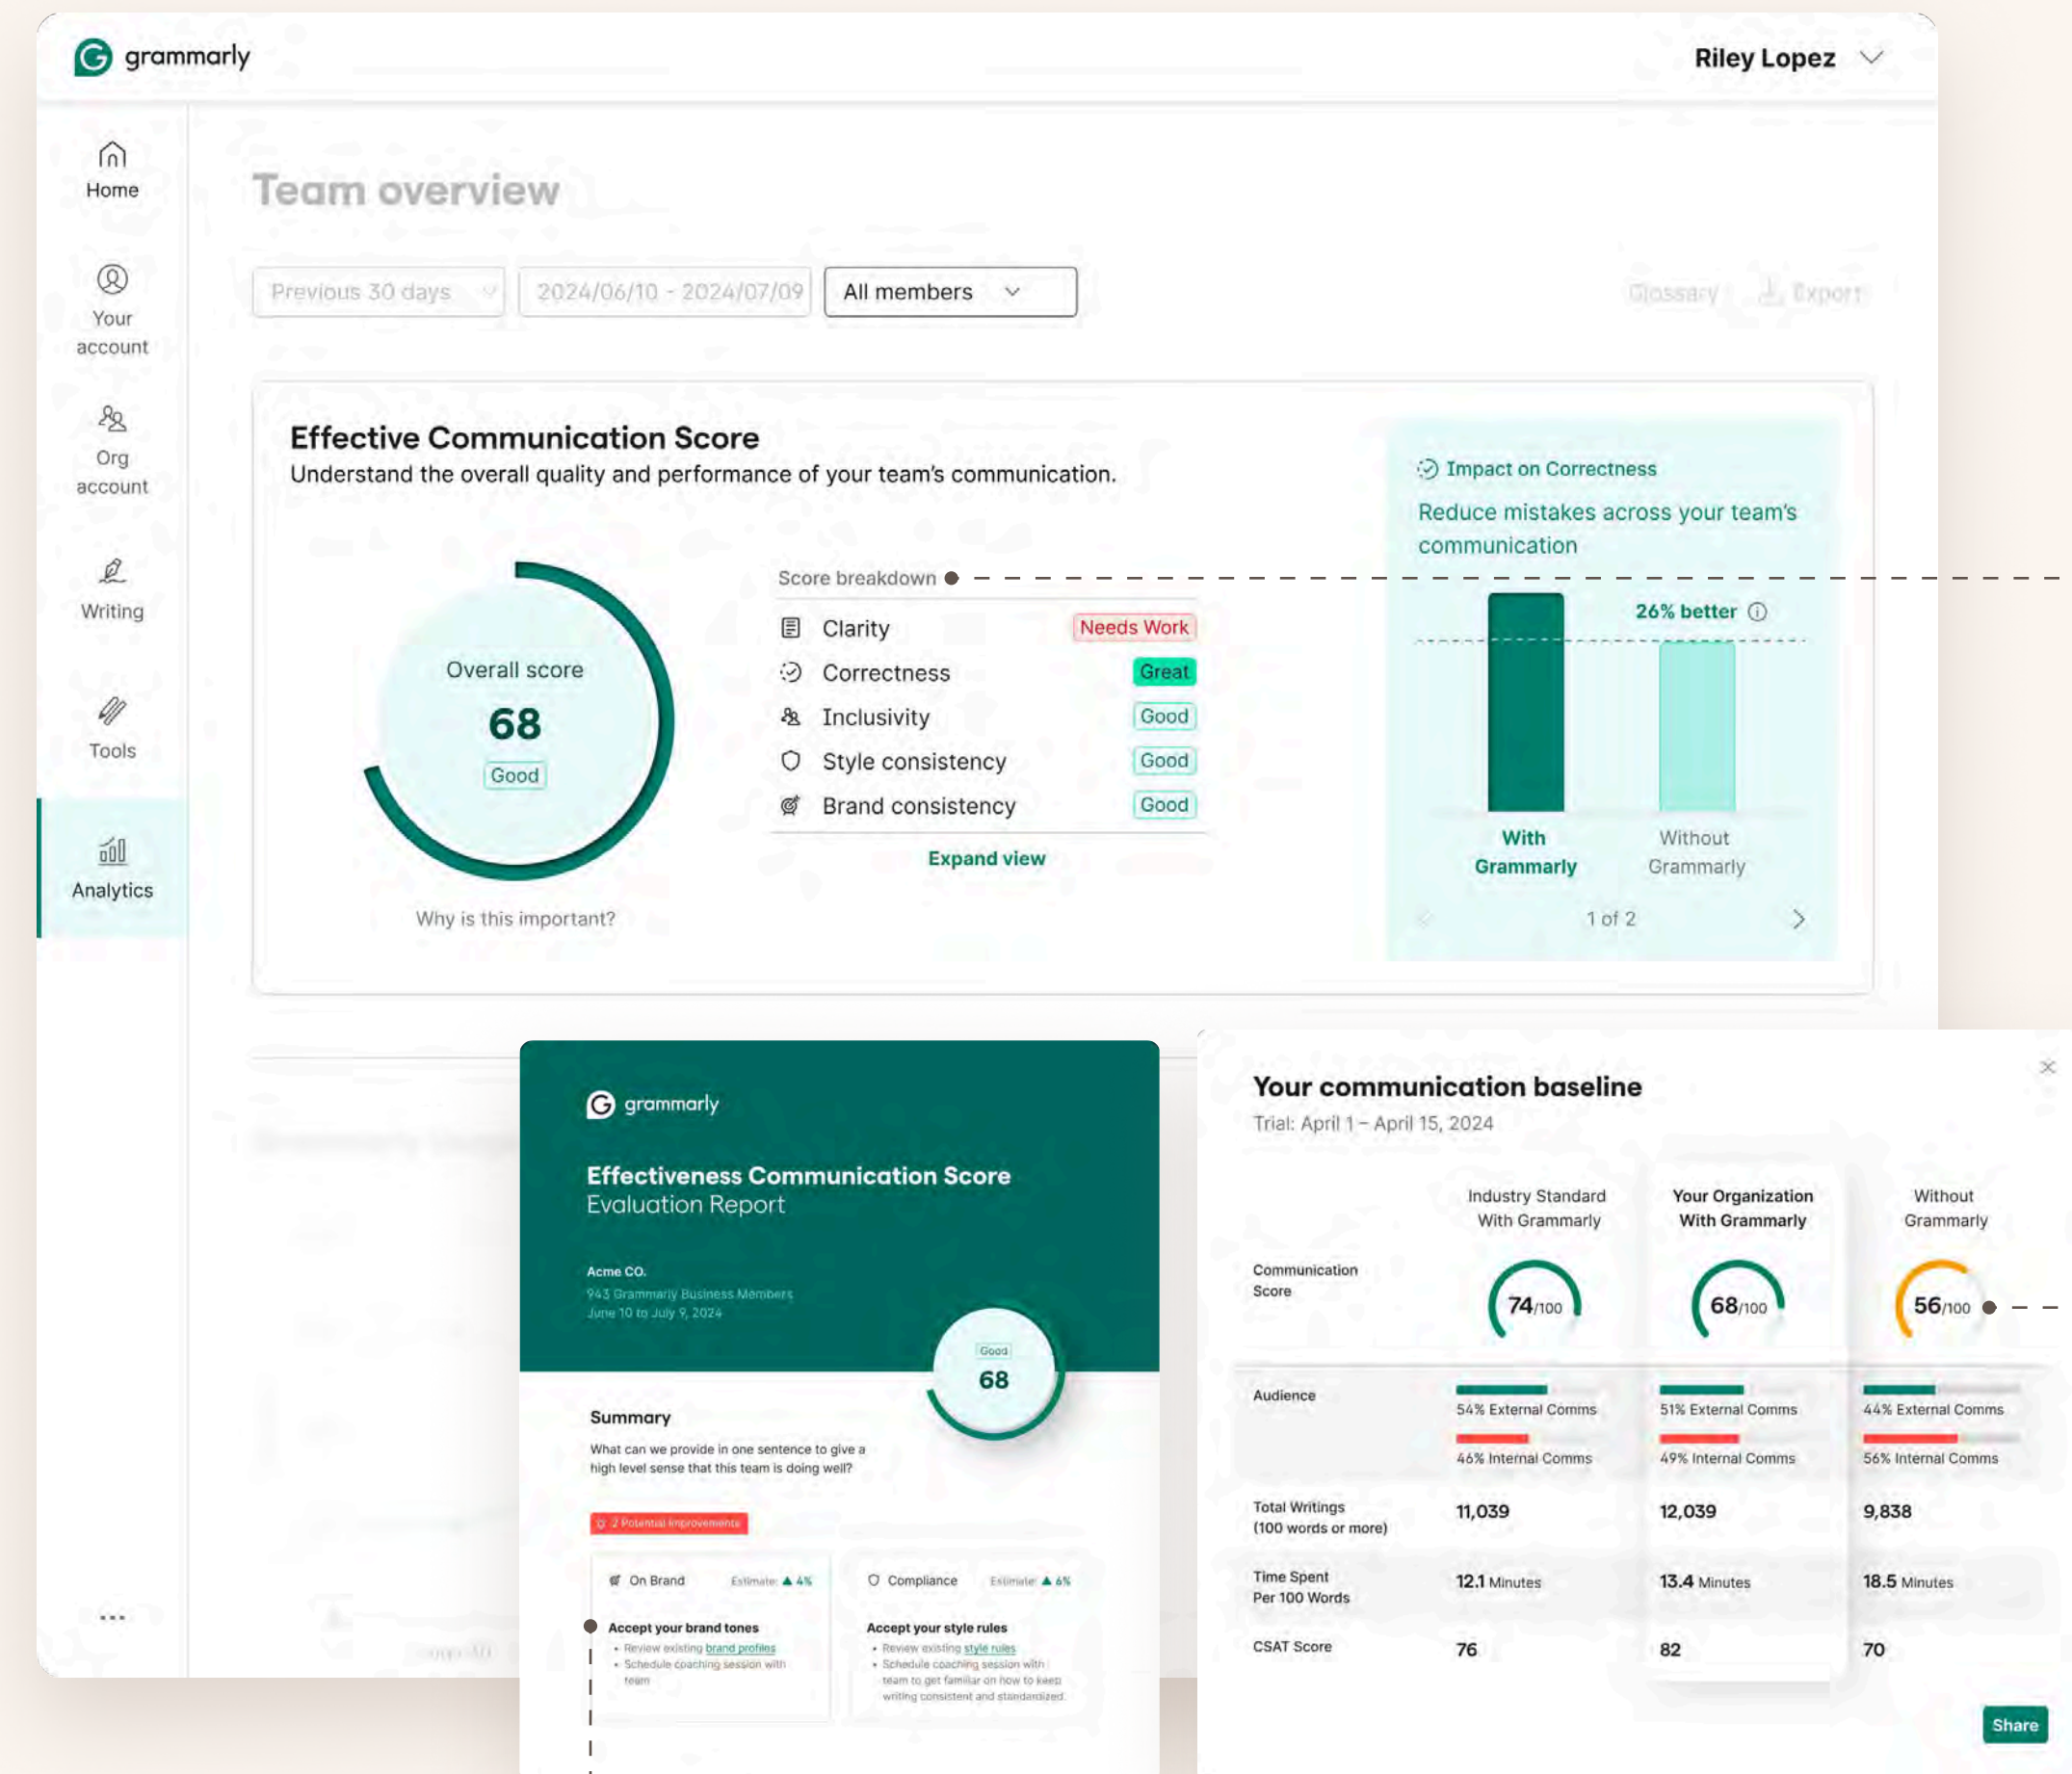 grammarly
Riley Lopez
Home
Your
account
Org
account
Writing
Tools
Analytics
Team overview
Previous 30 days
2024/06/10 - 2024/07/09
All members
Glossary
Export
Effective Communication Score
Understand the overall quality and performance of your team's communication.
Overall score
68
Good
Why is this important?
Score breakdown
Clarity
Needs Work
Correctness
Great
Inclusivity
Good
Style consistency
Good
Brand consistency
Good
Expand view
Impact on Correctness
Reduce mistakes across your team's
communication
26% better
With
Grammarly
Without
Grammarly
1 of 2
grammarly
Effectiveness Communication Score
Evaluation Report
Acme CO.
943 Grammarly Business Members
June 10 to July 9, 2024
Good
68
Summary
What can we provide in one sentence to give a
high level sense that this team is doing well?
2 Potential Improvements
On Brand
Estimate: ▲ 4%
Accept your brand tones
• Review existing brand profiles
• Schedule coaching session with
team
Compliance
Estimate: ▲ 6%
Accept your style rules
• Review existing style rules
• Schedule coaching session with
team to get familiar on how to keep
writing consistent and standardized.
Your communication baseline
Trial: April 1 – April 15, 2024
Industry Standard
With Grammarly
Your Organization
With Grammarly
Without
Grammarly
Communication
Score
74/100
68/100
56/100
Audience
54% External Comms
51% External Comms
44% External Comms
46% Internal Comms
49% Internal Comms
56% Internal Comms
Total Writings
(100 words or more)
11,039
12,039
9,838
Time Spent
Per 100 Words
12.1 Minutes
13.4 Minutes
18.5 Minutes
CSAT Score
76
82
70
Share